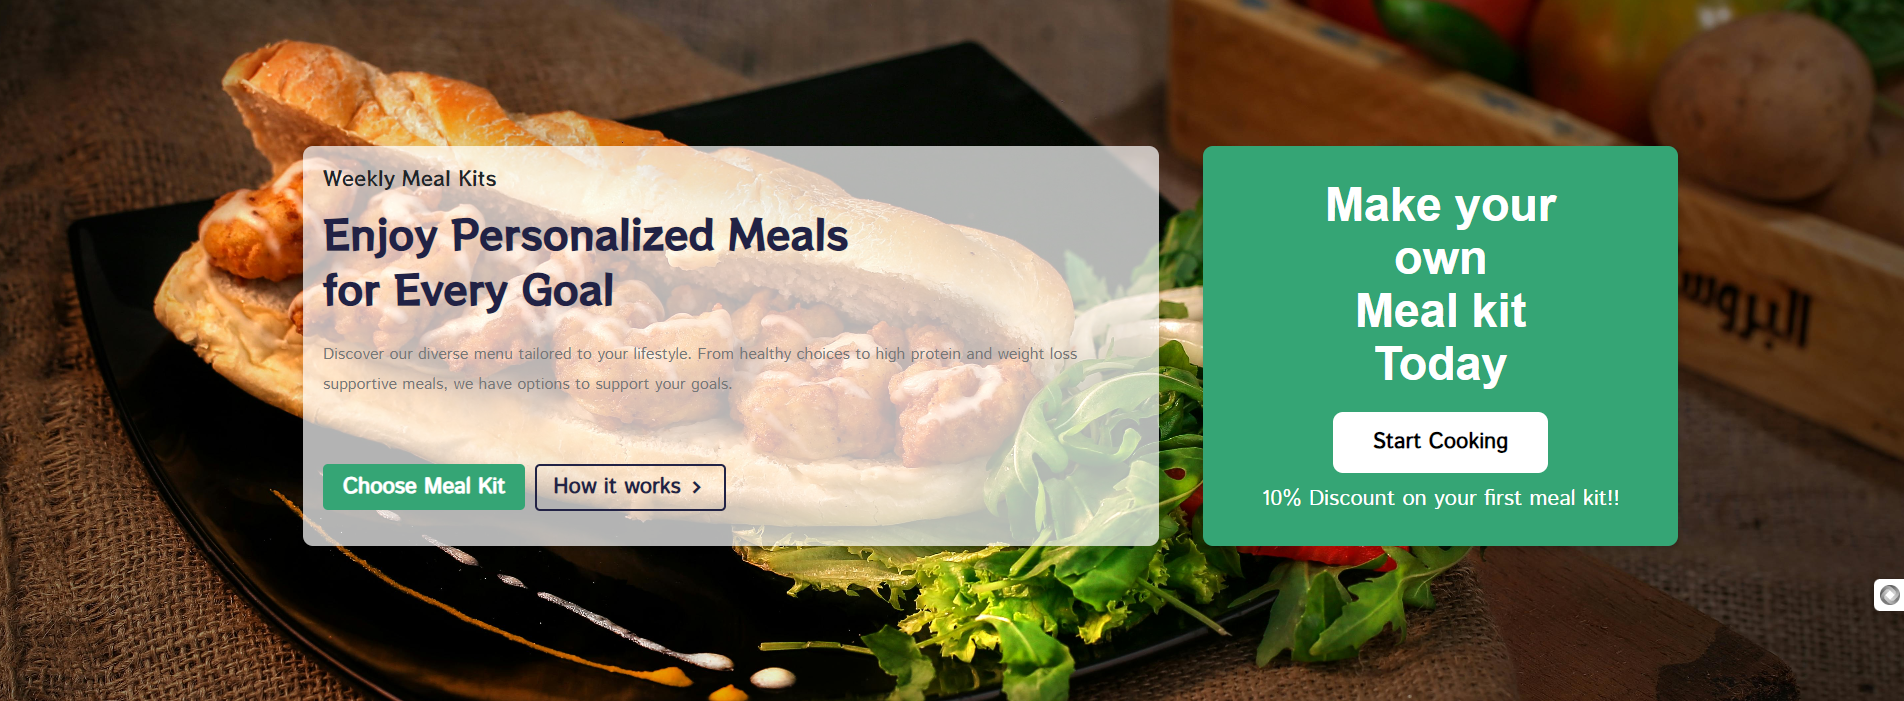 Weekly Meal Kits
Enjoy Personalized Meals
for Every Goal
Discover our diverse menu tailored to your lifestyle. From healthy choices to high protein and weight loss
supportive meals, we have options to support your goals.
Choose Meal Kit
How it works
Make your
own
Meal kit
Today
Start Cooking
10% Discount on your first meal kit!!